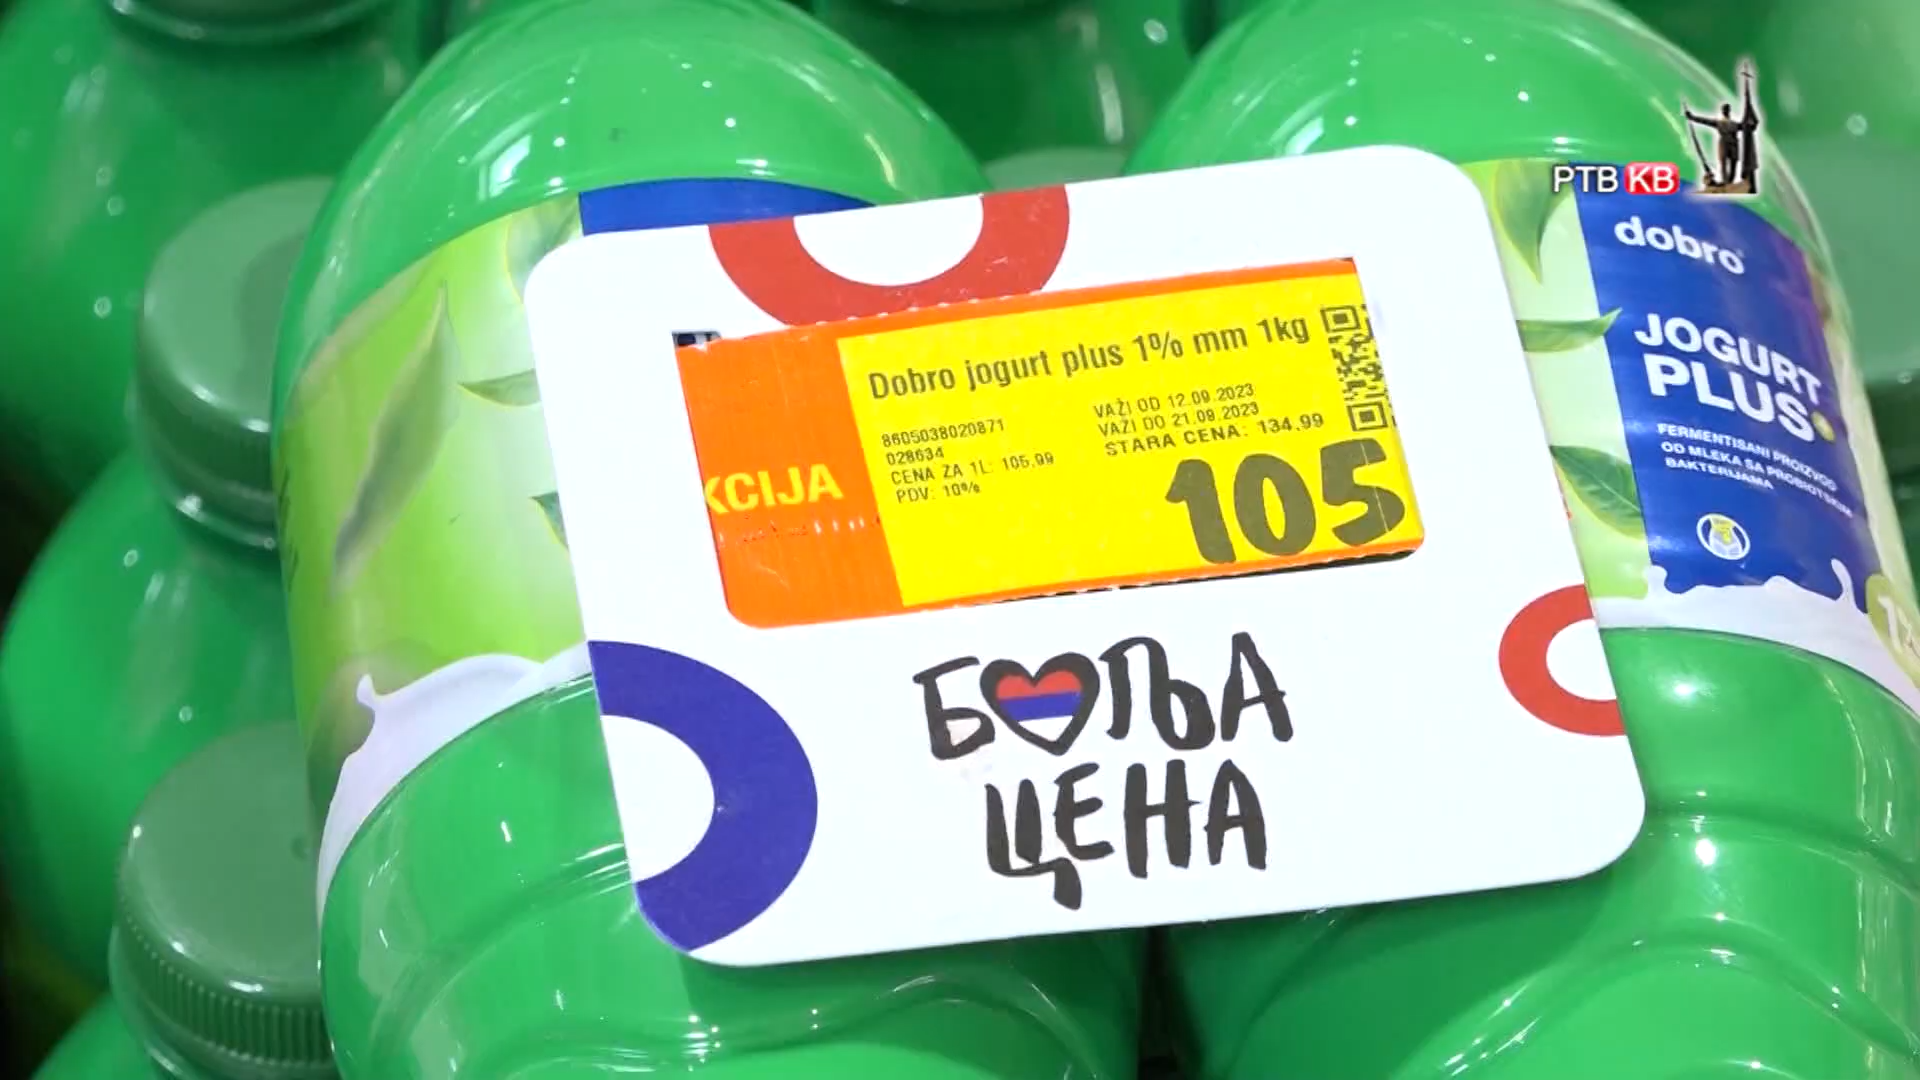 РТВ КВ
dobro
JOGURT
PLUS+
FERMENTISANI PROIZVOD
OD MLEKA SA PROBIOTSKIM
BAKTERIJAMA
KCIJA
Dobro jogurt plus 1% mm 1kg
8605038020871
028634
CENA ZA 1L: 105.99
PDV: 10%
VAŽI OD 12.09.2023
VAŽI DO 21.09.2023
STARA CENA: 134.99
105
БОЉА
ЦЕНА